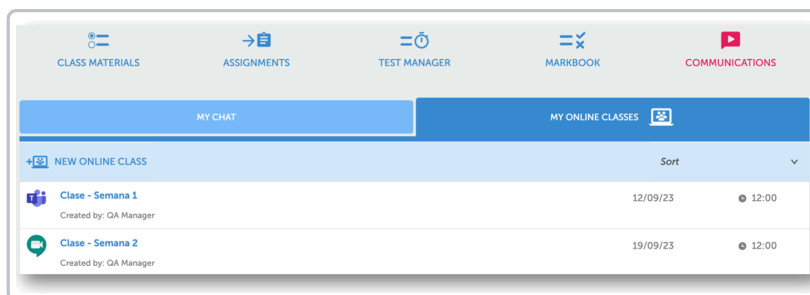 CLASS MATERIALS ASSIGNMENTS TEST MANAGER MARKBOOK COMMUNICATIONS
MY CHAT MY ONLINE CLASSES
NEW ONLINE CLASS Sort
Clase - Semana 1 12/09/23 12:00
Created by: QA Manager
Clase - Semana 2 19/09/23 12:00
Created by: QA Manager